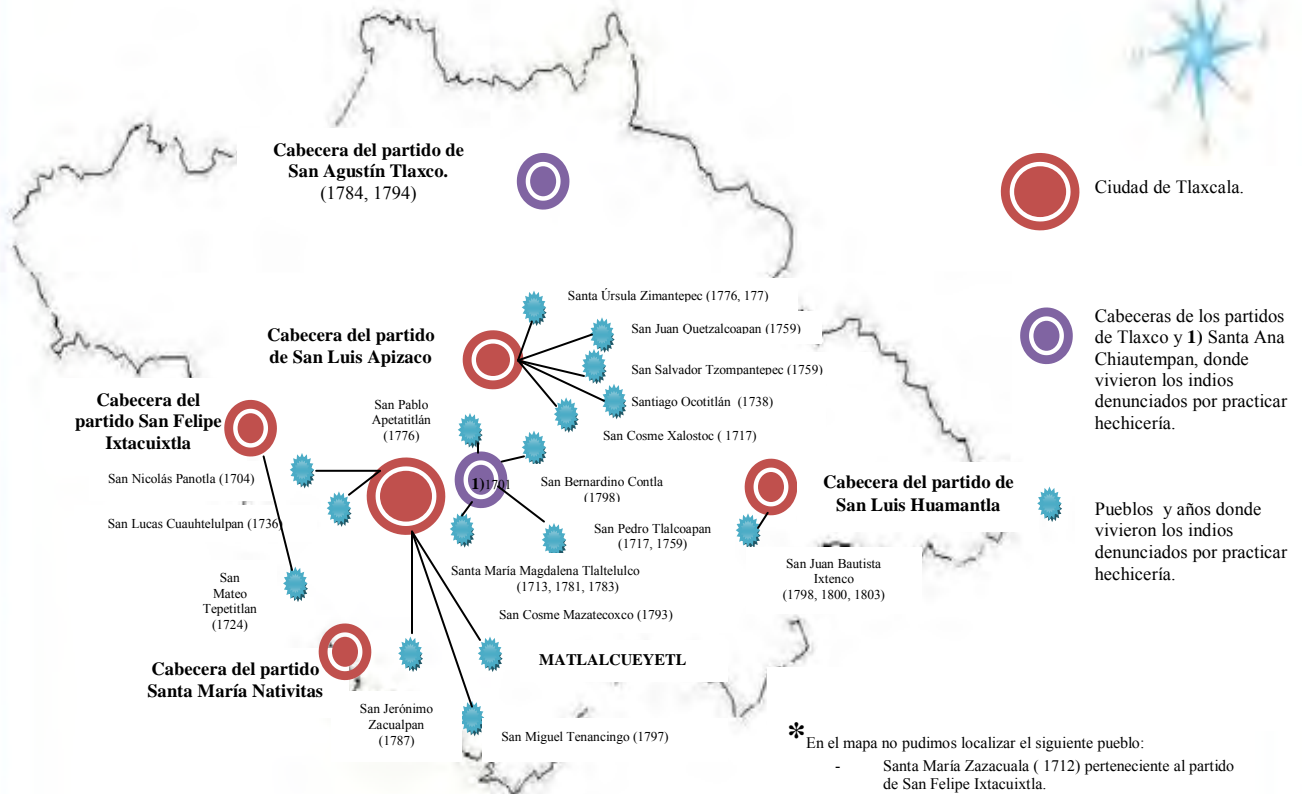 Cabecera del partido de
San Agustín Tlaxco.
(1784, 1794)
Ciudad de Tlaxcala.
Santa Úrsula Zimantepec (1776, 177)
San Juan Quetzalcoapan (1759)
Cabecera del partido
de San Luis Apizaco
San Salvador Tzompantepec (1759)
Santiago Ocotitlán (1738)
San Cosme Xalostoc ( 1717)
Cabeceras de los partidos
de Tlaxco y 1) Santa Ana
Chiautempan, donde
vivieron los indios
denunciados por practicar
hechicería.
Cabecera del
partido San Felipe
Ixtacuixtla
San Pablo
Apetatitlán
(1776)
San Nicolás Panotla (1704)
1)1701
San Bernardino Contla
(1798)
Cabecera del partido de
San Luis Huamantla
San Lucas Cuauhtelulpan (1736)
San Pedro Tlalcoapan
(1717, 1759)
Pueblos y años donde
vivieron los indios
denunciados por practicar
hechicería.
San
Mateo
Tepetitlan
(1724)
Santa María Magdalena Tlaltelulco
(1713, 1781, 1783)
San Juan Bautista
Ixtenco
(1798, 1800, 1803)
San Cosme Mazatecoxco (1793)
MATLALCUEYETL
Cabecera del partido
Santa María Nativitas
San Jerónimo
Zacualpan
(1787)
San Miguel Tenancingo (1797)
* En el mapa no pudimos localizar el siguiente pueblo:
- Santa María Zazacuala ( 1712) perteneciente al partido
de San Felipe Ixtacuixtla.